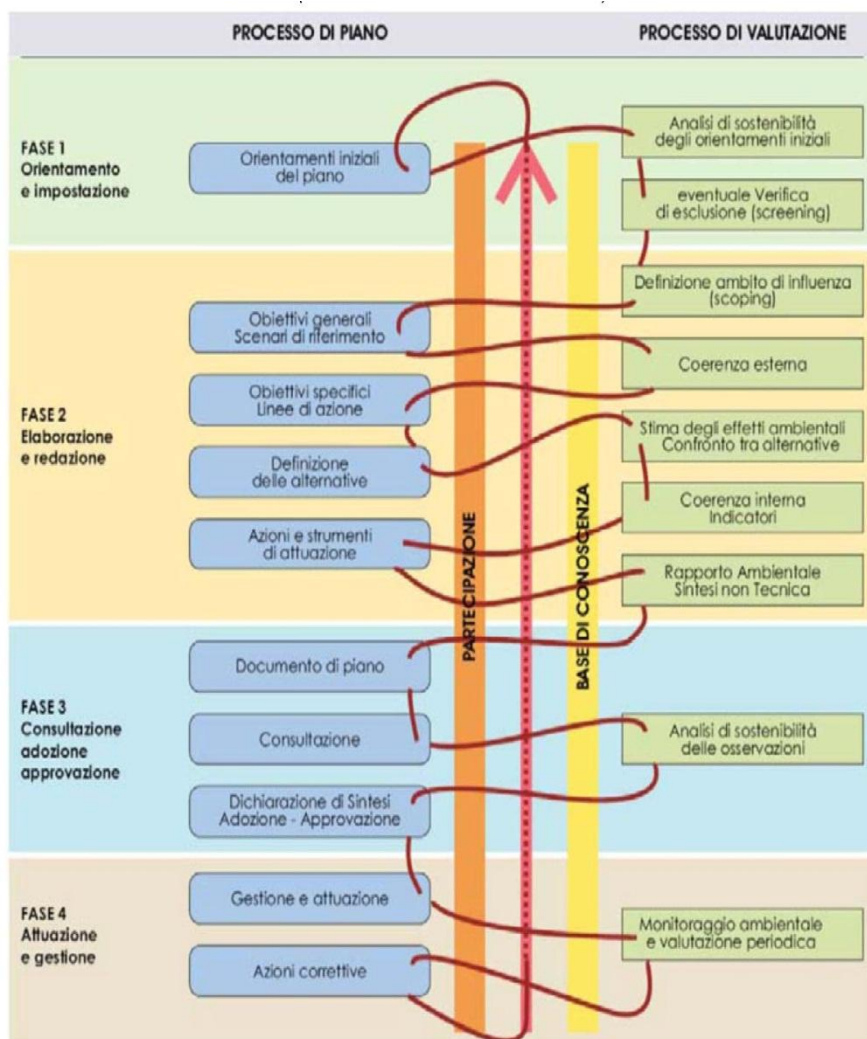 PROCESSO DI PIANO
PROCESSO DI VALUTAZIONE
FASE 1
Orientamento
e impostazione
Orientamenti iniziali
del piano
Analisi di sostenibilità
degli orientamenti iniziali
eventuale Verifica
di esclusione (screening)
FASE 2
Elaborazione
e redazione
Definizione ambito di influenza
(scoping)
Obiettivi generali
Scenari di riferimento
Coerenza esterna
Obiettivi specifici
Linee di azione
Stima degli effetti ambientali
Confronto tra alternative
Definizione
delle alternative
Coerenza interna
Indicatori
Azioni e strumenti
di attuazione
Rapporto Ambientale
Sintesi non Tecnica
PARTECIPAZIONE
BASE DI CONOSCENZA
FASE 3
Consultazione
adozione
approvazione
Documento di piano
Consultazione
Analisi di sostenibilità
delle osservazioni
Dichiarazione di Sintesi
Adozione - Approvazione
FASE 4
Attuazione
e gestione
Gestione e attuazione
Monitoraggio ambientale
e valutazione periodica
Azioni correttive